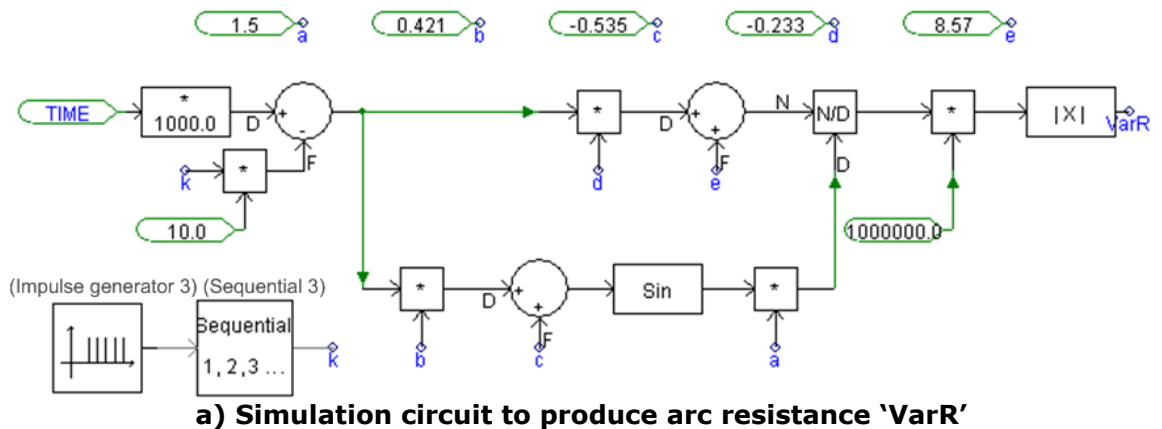 1.5 a 0.421 b -0.535 c -0.233 d 8.57 e
TIME * 1000.0 D + - F
* D + + F N N/D D * |X| VarR
k * d e
10.0 1000000.0
(Impulse generator 3) (Sequential 3)
* D + + F Sin *
Sequential
1, 2,3 ...
k b c a
a) Simulation circuit to produce arc resistance ‘VarR’